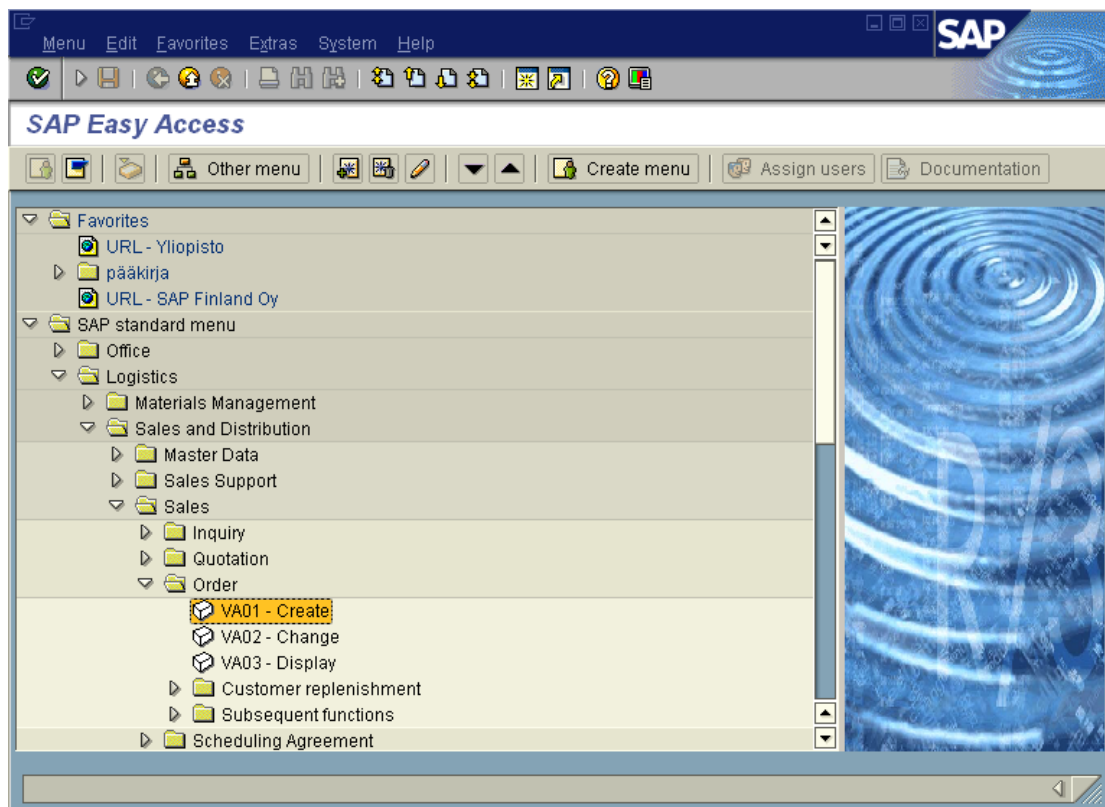 Menu Edit Favorites Extras System Help
SAP
SAP Easy Access
Other menu Create menu Assign users Documentation
Favorites
URL - Yliopisto
pääkirja
URL - SAP Finland Oy
SAP standard menu
Office
Logistics
Materials Management
Sales and Distribution
Master Data
Sales Support
Sales
Inquiry
Quotation
Order
VA01 - Create
VA02 - Change
VA03 - Display
Customer replenishment
Subsequent functions
Scheduling Agreement
R/3